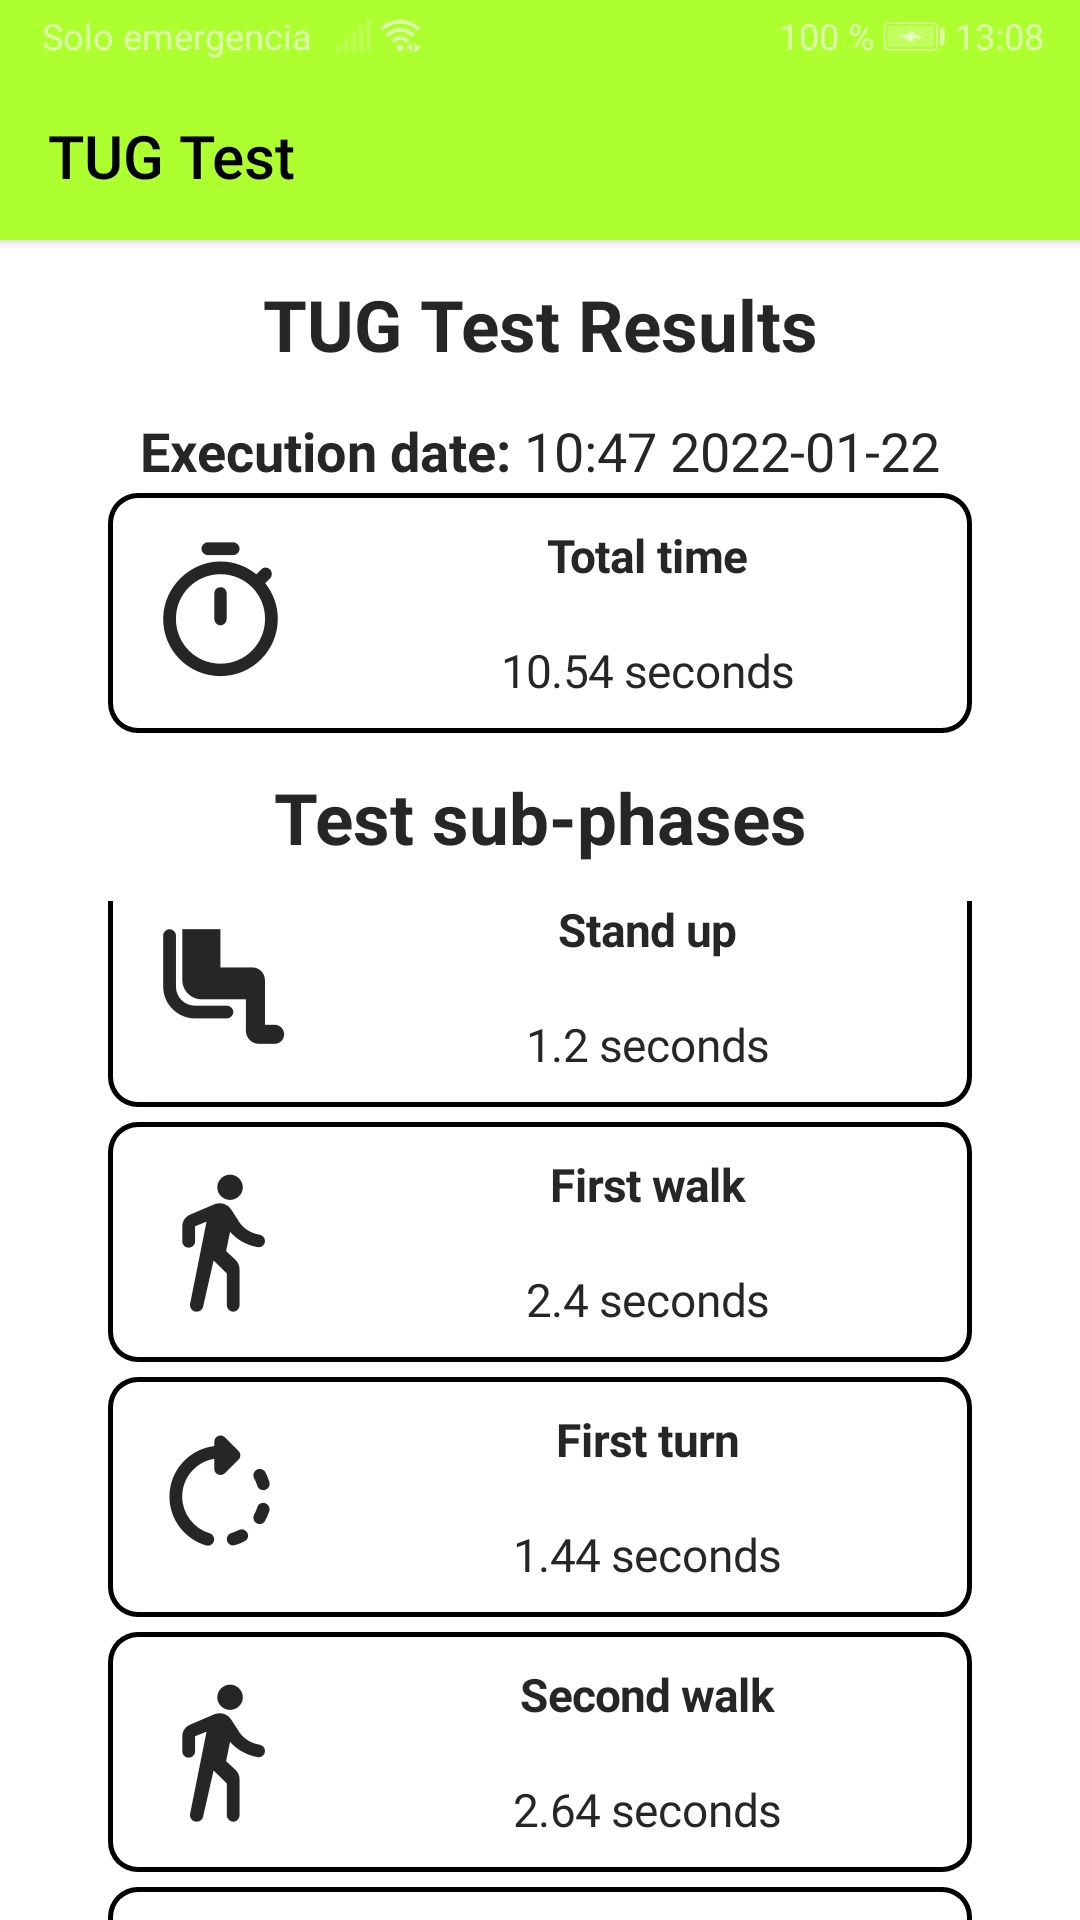 Solo emergencia 100 % 13:08
TUG Test
TUG Test Results
Execution date: 10:47 2022-01-22
Total time
10.54 seconds
Test sub-phases
Stand up
1.2 seconds
First walk
2.4 seconds
First turn
1.44 seconds
Second walk
2.64 seconds